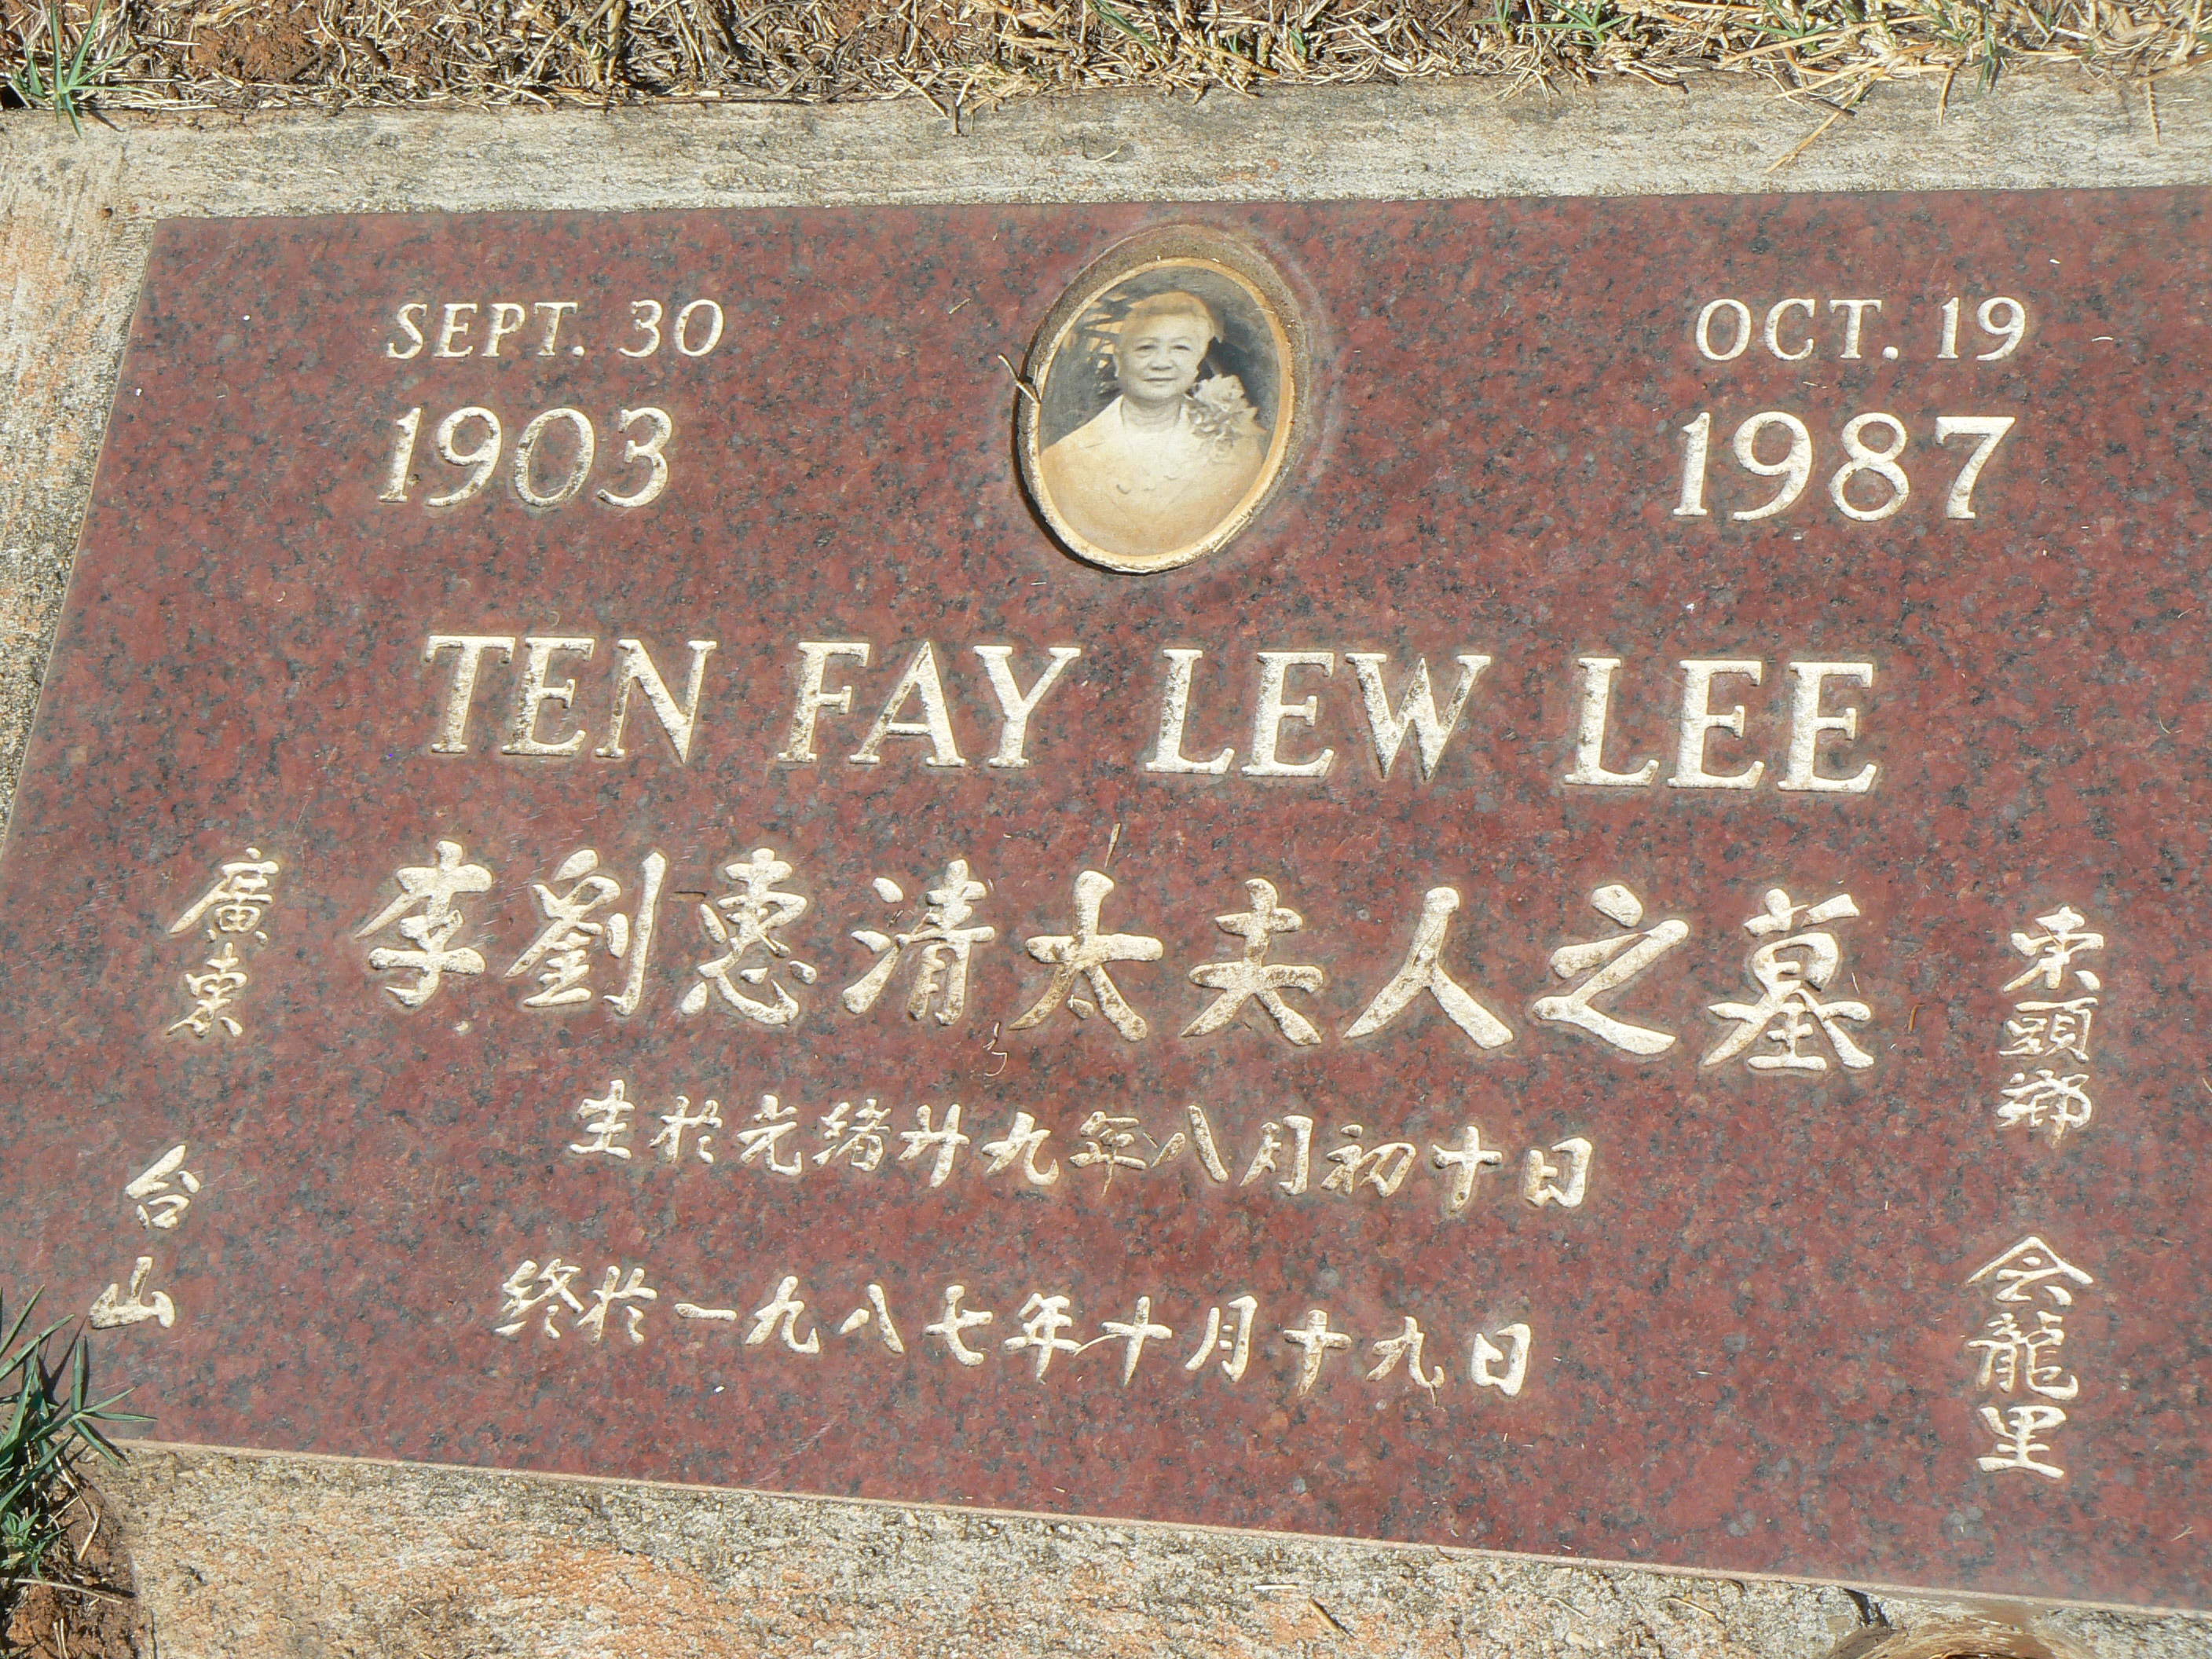 SEPT. 30
1903
OCT. 19
1987
TEN FAY LEW LEE
李劉惠清太夫人之墓
生於光緒廿九年八月初十日
終於一九八七年十月十九日
廣東
台山
東頭鄉
会龍里